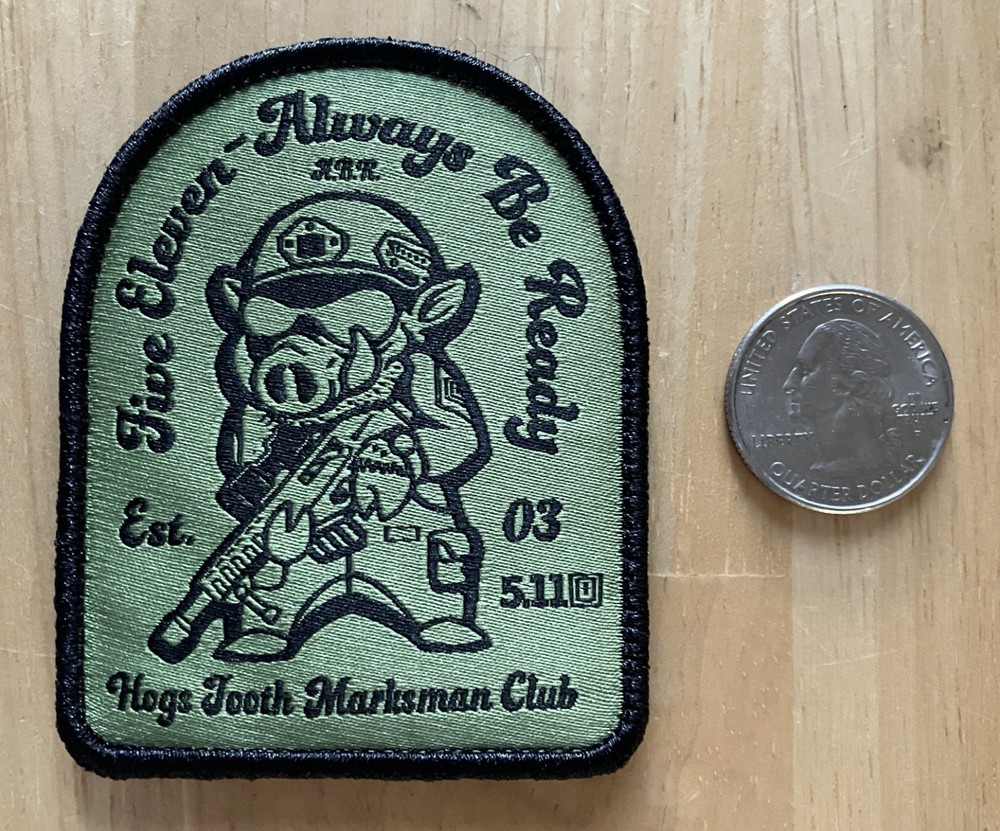 Five Eleven-Always Be Ready
A.B.R.
Est. 03
5.11
Hogs Tooth Marksman Club
UNITED STATES OF AMERICA
LIBERTY
QUARTER DOLLAR